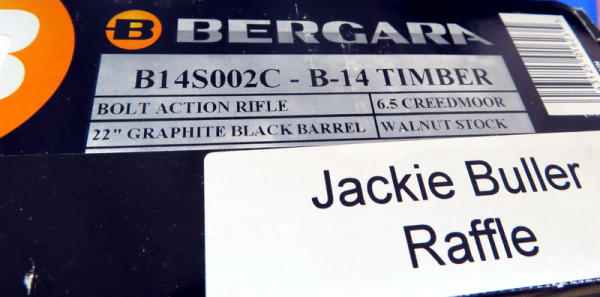 B BERGARA
B14S002C - B-14 TIMBER
BOLT ACTION RIFLE 6.5 CREEDMOOR
22" GRAPHITE BLACK BARREL WALNUT STOCK
Jackie Buller
Raffle